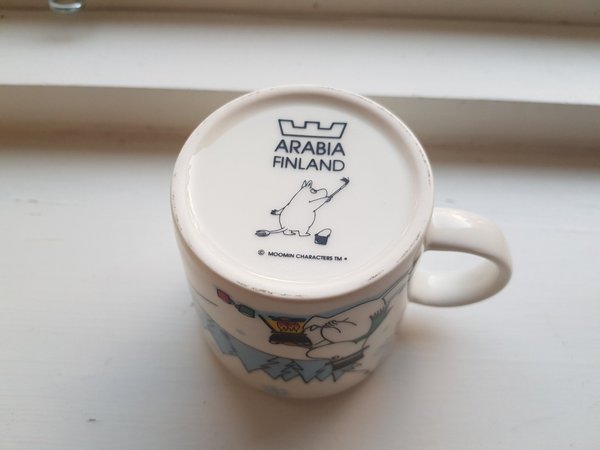 ARABIA
FINLAND
© MOOMIN CHARACTERS TM •